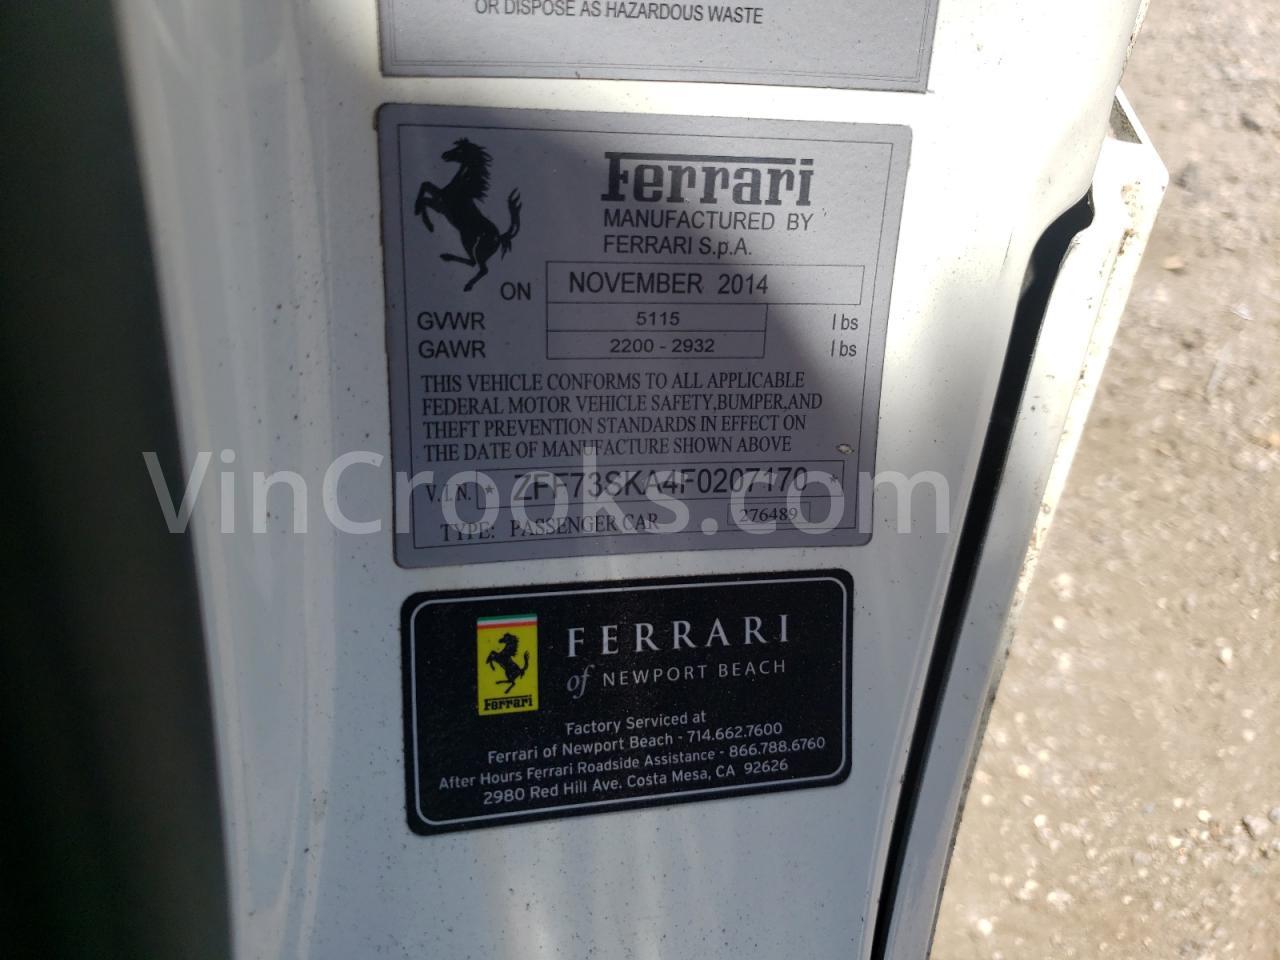 OR DISPOSE AS HAZARDOUS WASTE
Ferrari
MANUFACTURED BY
FERRARI S.p.A.
ON NOVEMBER 2014
GVWR 5115 lbs
GAWR 2200 - 2932 lbs
THIS VEHICLE CONFORMS TO ALL APPLICABLE
FEDERAL MOTOR VEHICLE SAFETY,BUMPER,AND
THEFT PREVENTION STANDARDS IN EFFECT ON
THE DATE OF MANUFACTURE SHOWN ABOVE
V.I.N. * ZFF73SKA4F0207170 *
TYPE: PASSENGER CAR 276489
VinCrooks.com
FERRARI
of NEWPORT BEACH
Ferrari
Factory Serviced at
Ferrari of Newport Beach - 714.662.7600
After Hours Ferrari Roadside Assistance - 866.788.6760
2980 Red Hill Ave. Costa Mesa, CA 92626